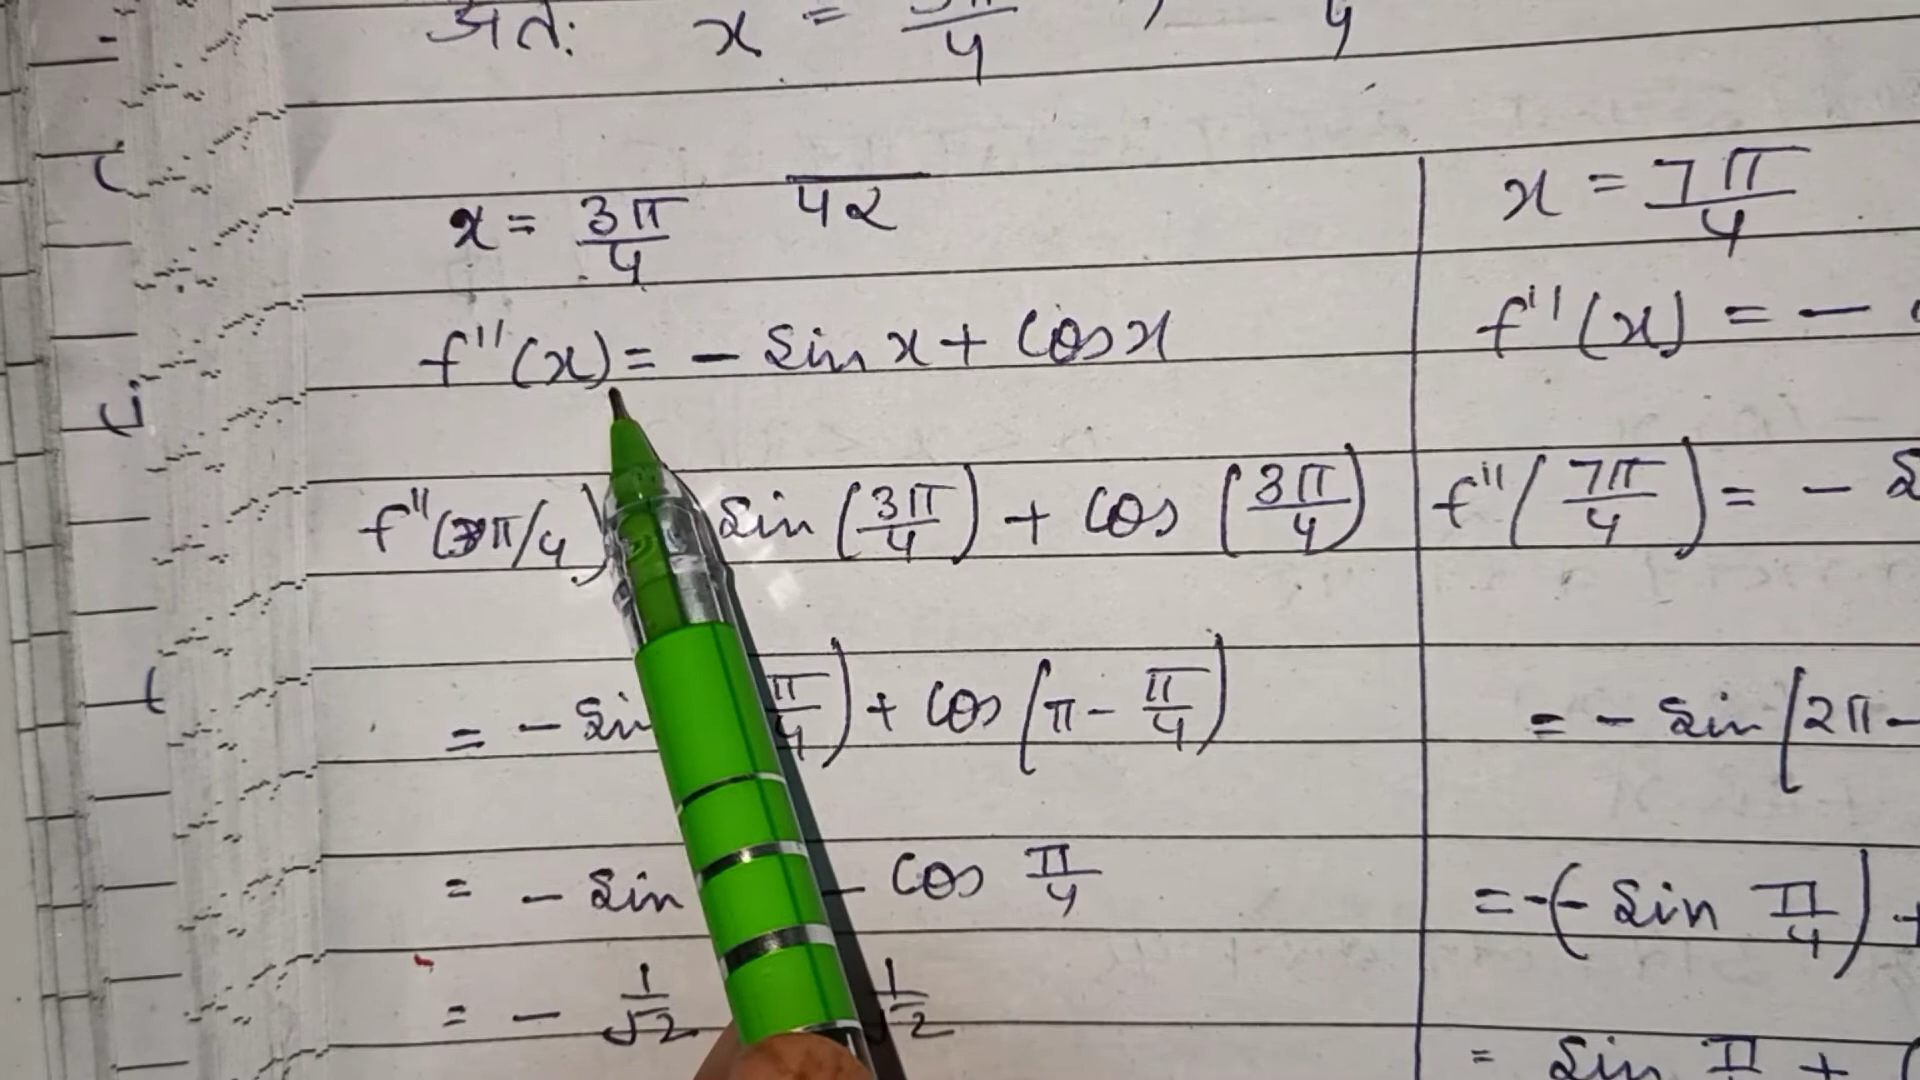 अतः x = 3π/4 , 4
x = 3π/4 42
f''(x) = - sin x + cos x
f''(3π/4) sin (3π/4) + cos (3π/4)
= - sin π/4) + cos (π - π/4)
= - sin - cos π/4
= - 1/√2 1/√2
x = 7π/4
f''(x) = -
f''(7π/4) = - S
= - sin (2π -
= -(- sin π/4) +
= sin π +